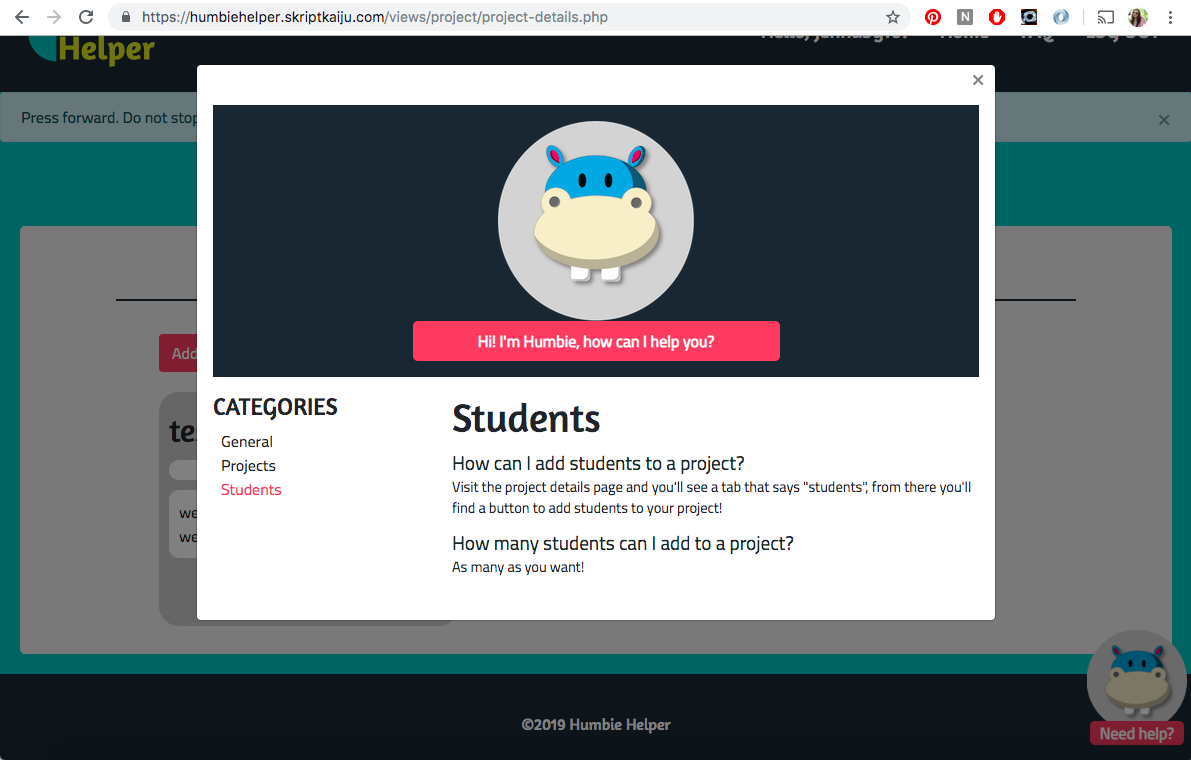 https://humbiehelper.skriptkaiju.com/views/project/project-details.php
Helper
Press forward. Do not stop
Hi! I'm Humbie, how can I help you?
CATEGORIES
General
Projects
Students
Students
How can I add students to a project?
Visit the project details page and you'll see a tab that says "students", from there you'll
find a button to add students to your project!
How many students can I add to a project?
As many as you want!
Add
we
we
©2019 Humbie Helper
Need help?